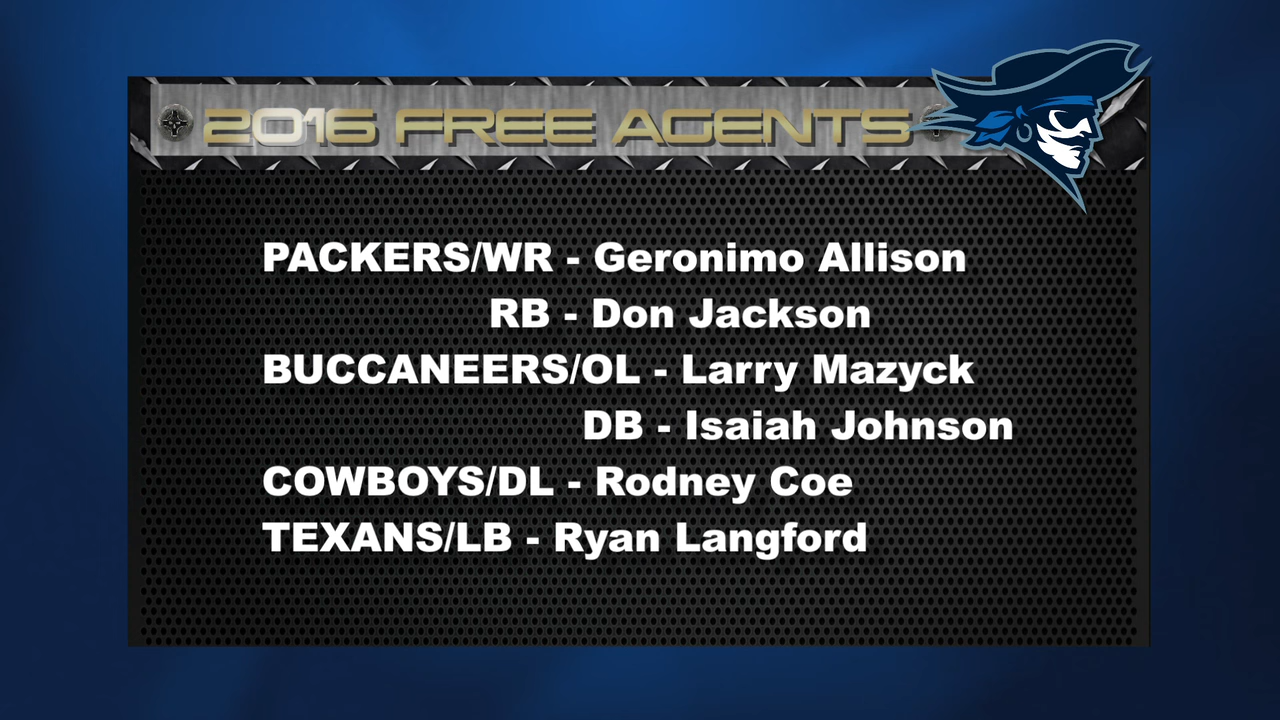 2016 FREE AGENTS
PACKERS/WR - Geronimo Allison
RB - Don Jackson
BUCCANEERS/OL - Larry Mazyck
DB - Isaiah Johnson
COWBOYS/DL - Rodney Coe
TEXANS/LB - Ryan Langford